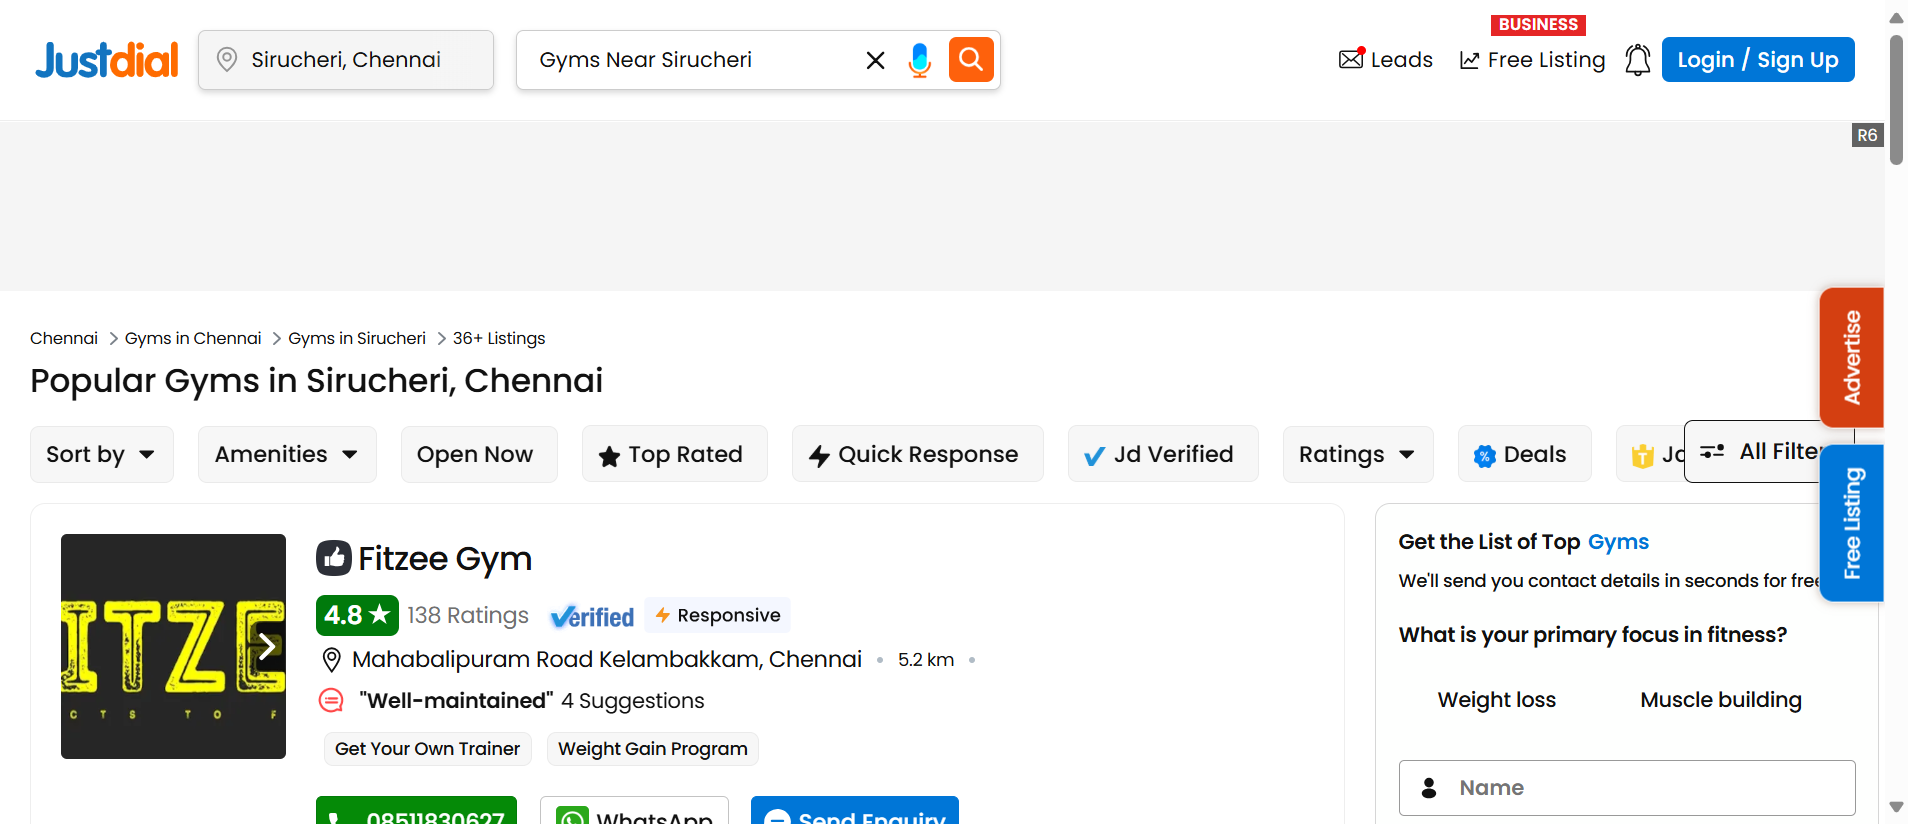 Justdial
Sirucheri, Chennai
Gyms Near Sirucheri
Leads
BUSINESS
Free Listing
Login / Sign Up
R6
Chennai
Gyms in Chennai
Gyms in Sirucheri
36+ Listings
Popular Gyms in Sirucheri, Chennai
Sort by
Amenities
Open Now
Top Rated
Quick Response
Jd Verified
Ratings
Deals
All Filter
Advertise
Free Listing
ITZE
CTS TO F
Fitzee Gym
4.8 ★ 138 Ratings Verified Responsive
Mahabalipuram Road Kelambakkam, Chennai • 5.2 km •
"Well-maintained" 4 Suggestions
Get Your Own Trainer
Weight Gain Program
08511830627
WhatsApp
Send Enquiry
Get the List of Top Gyms
We'll send you contact details in seconds for free
What is your primary focus in fitness?
Weight loss
Muscle building
Name